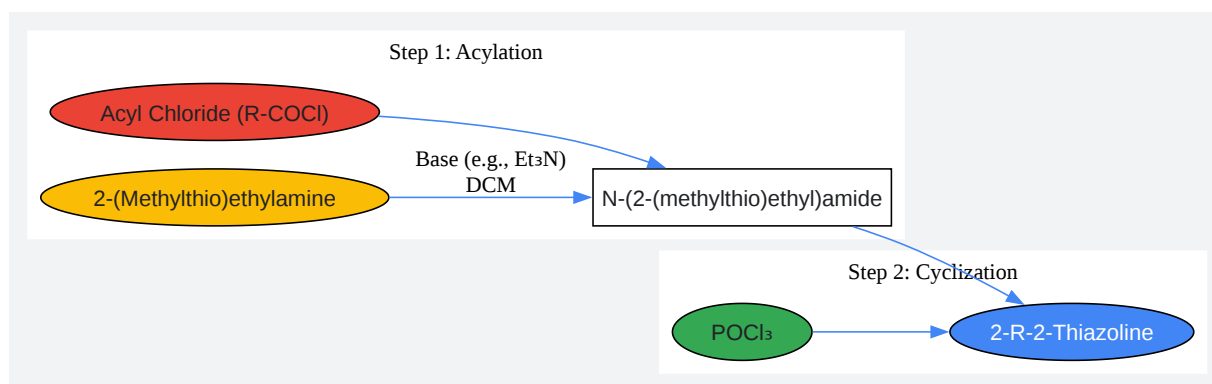 Step 1: Acylation
Acyl Chloride (R-COCl)
Base (e.g., Et₃N)
DCM
2-(Methylthio)ethylamine
N-(2-(methylthio)ethyl)amide
Step 2: Cyclization
POCl₃
2-R-2-Thiazoline